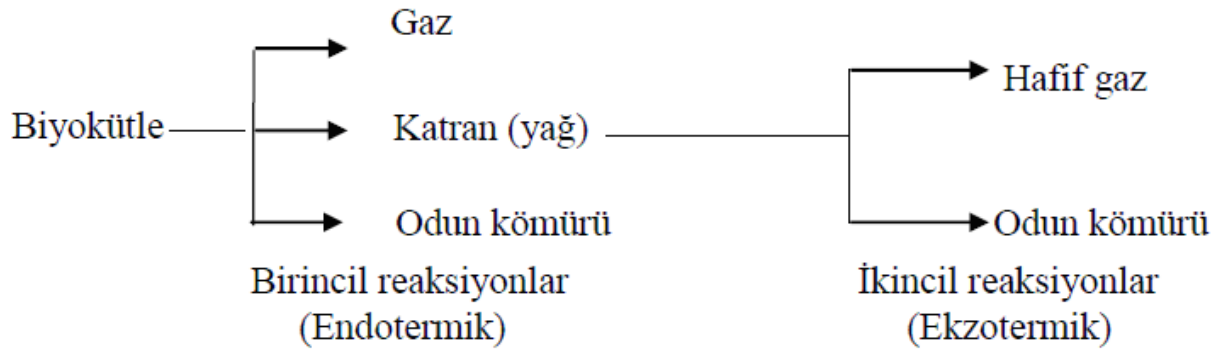 Gaz
Hafif gaz
Biyokütle
Katran (yağ)
Odun kömürü
Odun kömürü
Birincil reaksiyonlar
(Endotermik)
İkincil reaksiyonlar
(Ekzotermik)